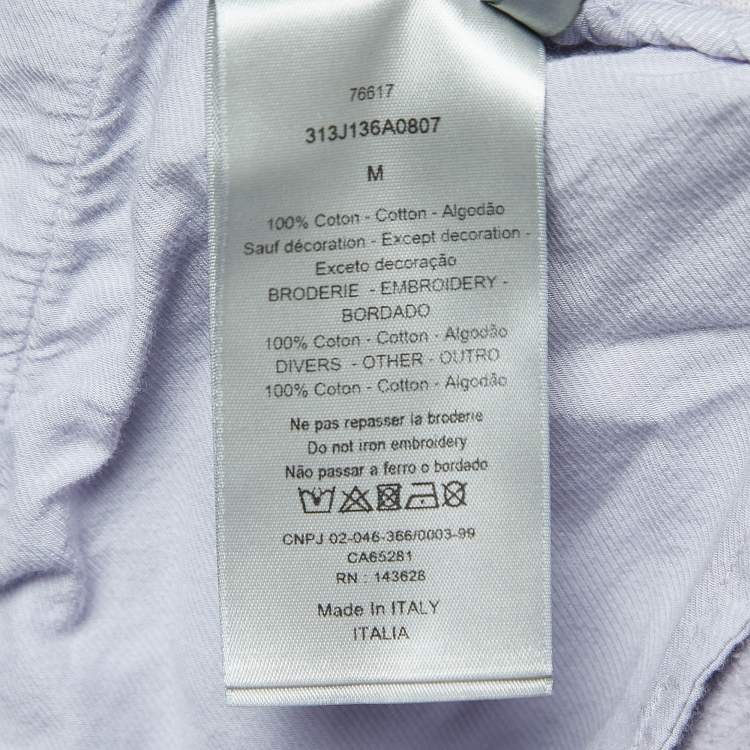 76617
313J136A0807
M
100% Coton - Cotton - Algodão
Sauf décoration - Except decoration -
Exceto decoração
BRODERIE - EMBROIDERY -
BORDADO
100% Coton - Cotton - Algodão
DIVERS - OTHER - OUTRO
100% Coton - Cotton - Algodão
Ne pas repasser la broderie
Do not iron embroidery
Não passar a ferro o bordado
CNPJ 02-046-366/0003-99
CA65281
RN : 143628
Made In ITALY
ITALIA